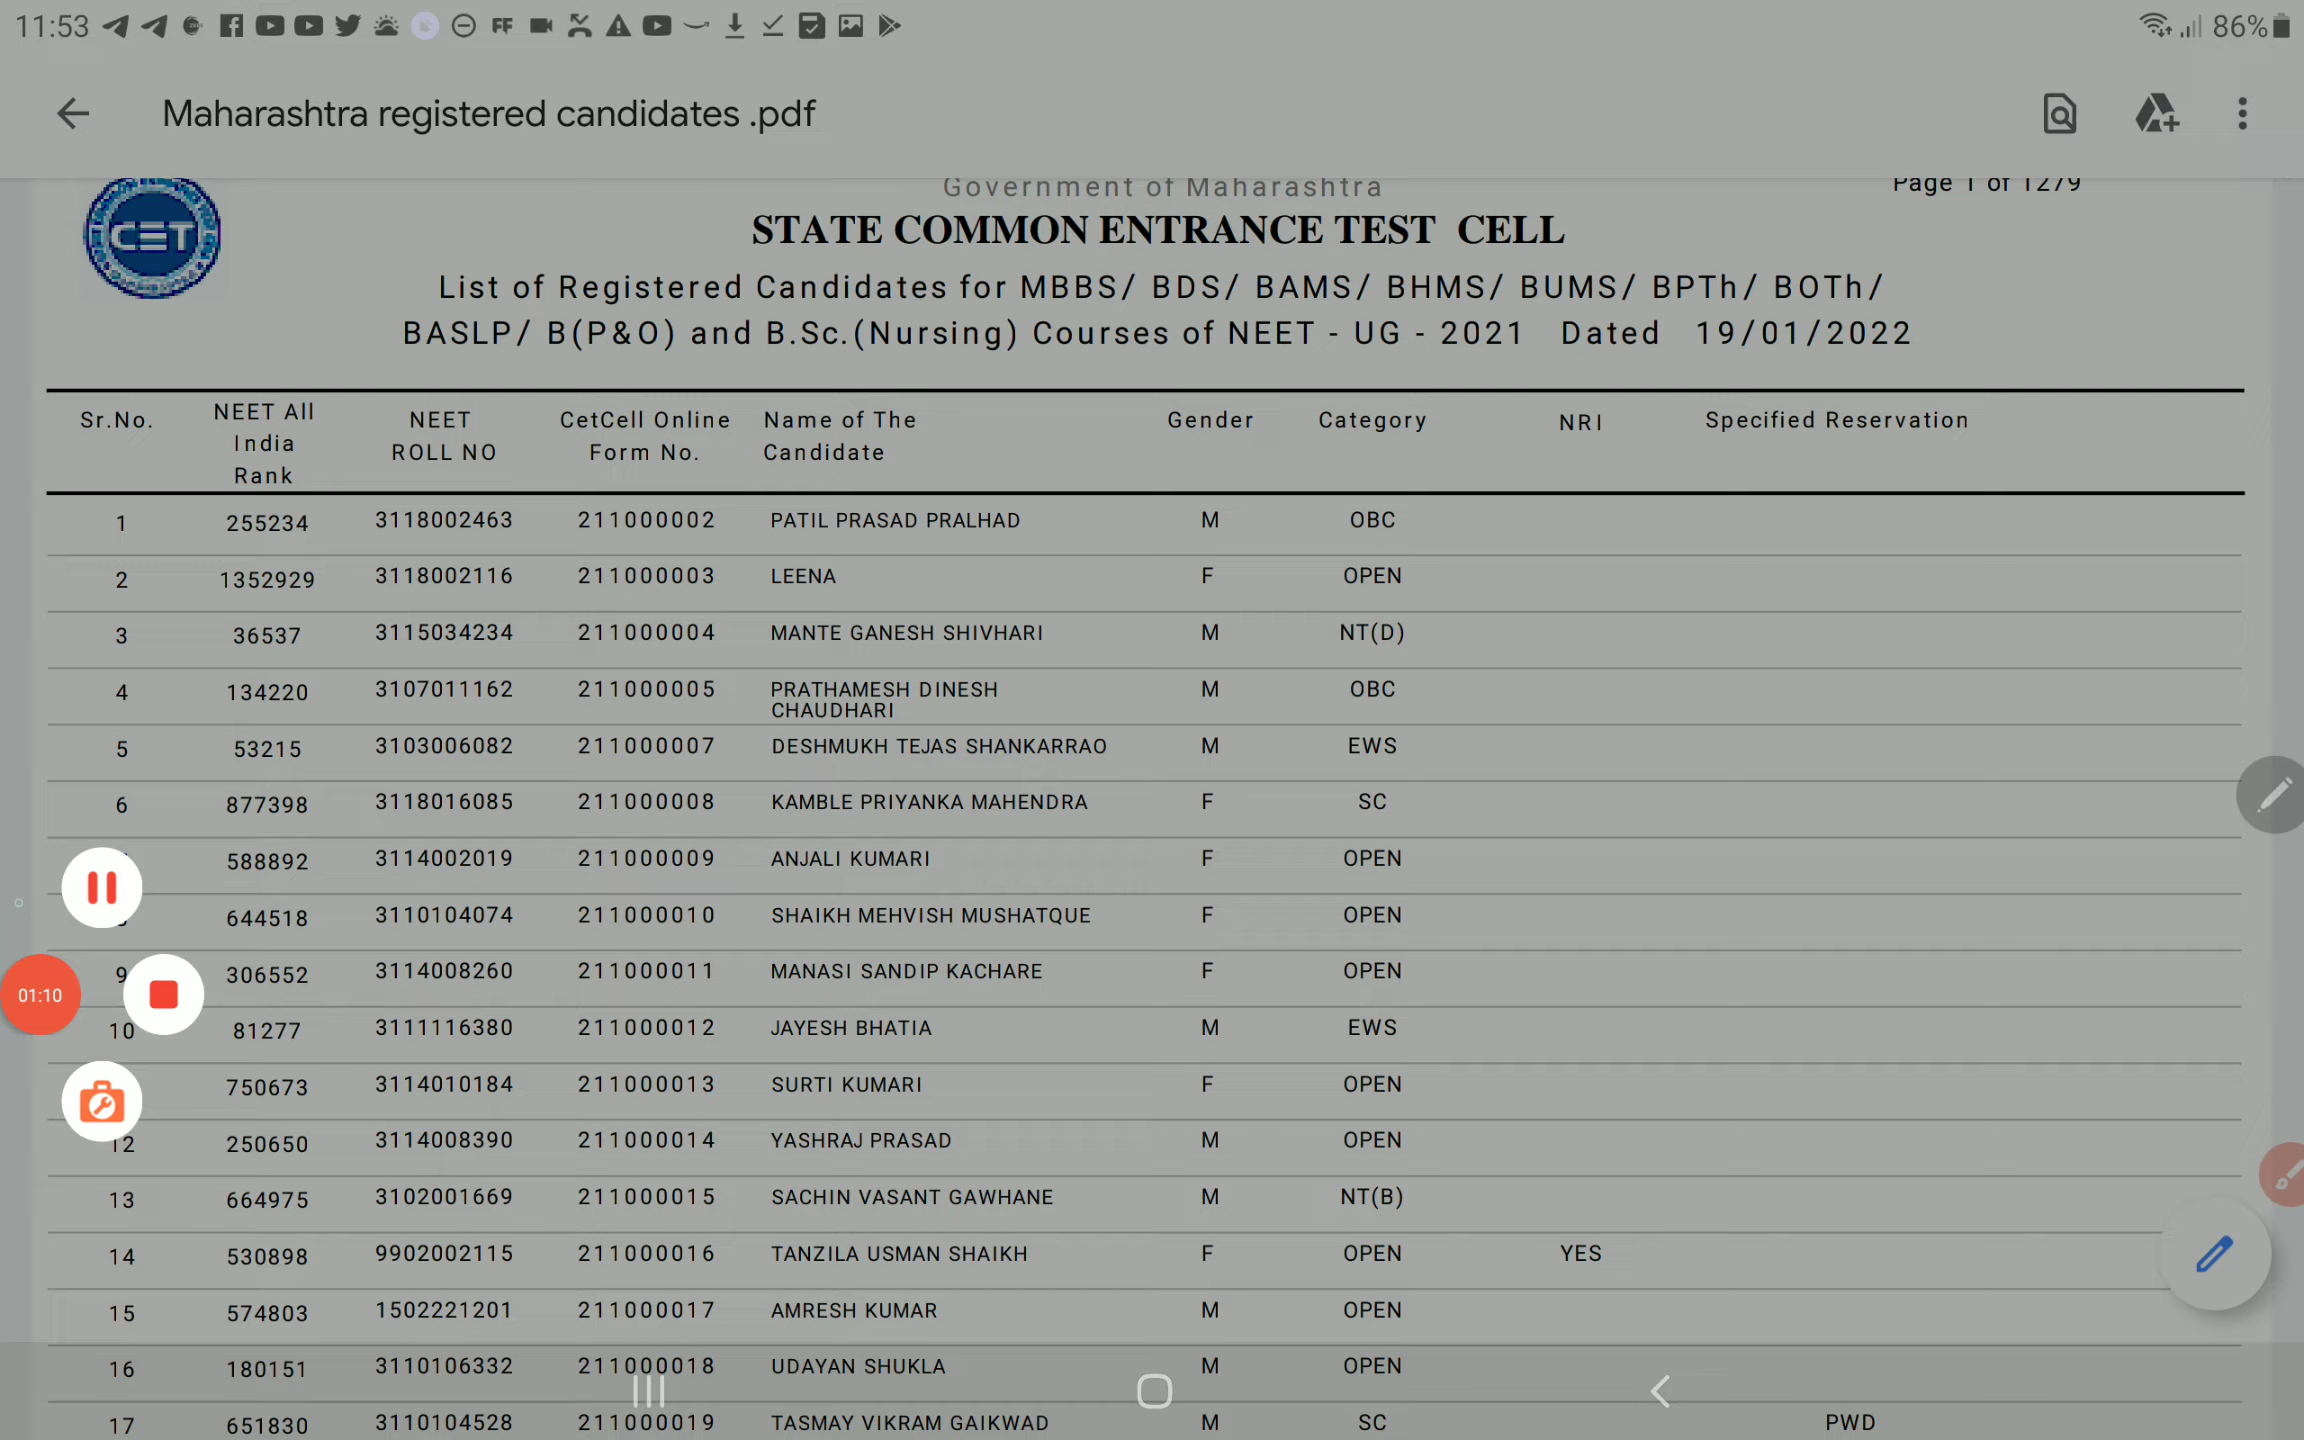 11:53 86%
Maharashtra registered candidates .pdf
Government of Maharashtra Page 1 of 1279
CET
STATE COMMON ENTRANCE TEST CELL
List of Registered Candidates for MBBS/ BDS/ BAMS/ BHMS/ BUMS/ BPTh/ BOTh/
BASLP/ B(P&O) and B.Sc.(Nursing) Courses of NEET - UG - 2021 Dated 19/01/2022
Sr.No. NEET All India Rank NEET ROLL NO CetCell Online Form No. Name of The Candidate Gender Category NRI Specified Reservation
1 255234 3118002463 211000002 PATIL PRASAD PRALHAD M OBC
2 1352929 3118002116 211000003 LEENA F OPEN
3 36537 3115034234 211000004 MANTE GANESH SHIVHARI M NT(D)
4 134220 3107011162 211000005 PRATHAMESH DINESH CHAUDHARI M OBC
5 53215 3103006082 211000007 DESHMUKH TEJAS SHANKARRAO M EWS
6 877398 3118016085 211000008 KAMBLE PRIYANKA MAHENDRA F SC
588892 3114002019 211000009 ANJALI KUMARI F OPEN
644518 3110104074 211000010 SHAIKH MEHVISH MUSHATQUE F OPEN
9 306552 3114008260 211000011 MANASI SANDIP KACHARE F OPEN
01:10
10 81277 3111116380 211000012 JAYESH BHATIA M EWS
750673 3114010184 211000013 SURTI KUMARI F OPEN
12 250650 3114008390 211000014 YASHRAJ PRASAD M OPEN
13 664975 3102001669 211000015 SACHIN VASANT GAWHANE M NT(B)
14 530898 9902002115 211000016 TANZILA USMAN SHAIKH F OPEN YES
15 574803 1502221201 211000017 AMRESH KUMAR M OPEN
16 180151 3110106332 211000018 UDAYAN SHUKLA M OPEN
17 651830 3110104528 211000019 TASMAY VIKRAM GAIKWAD M SC PWD